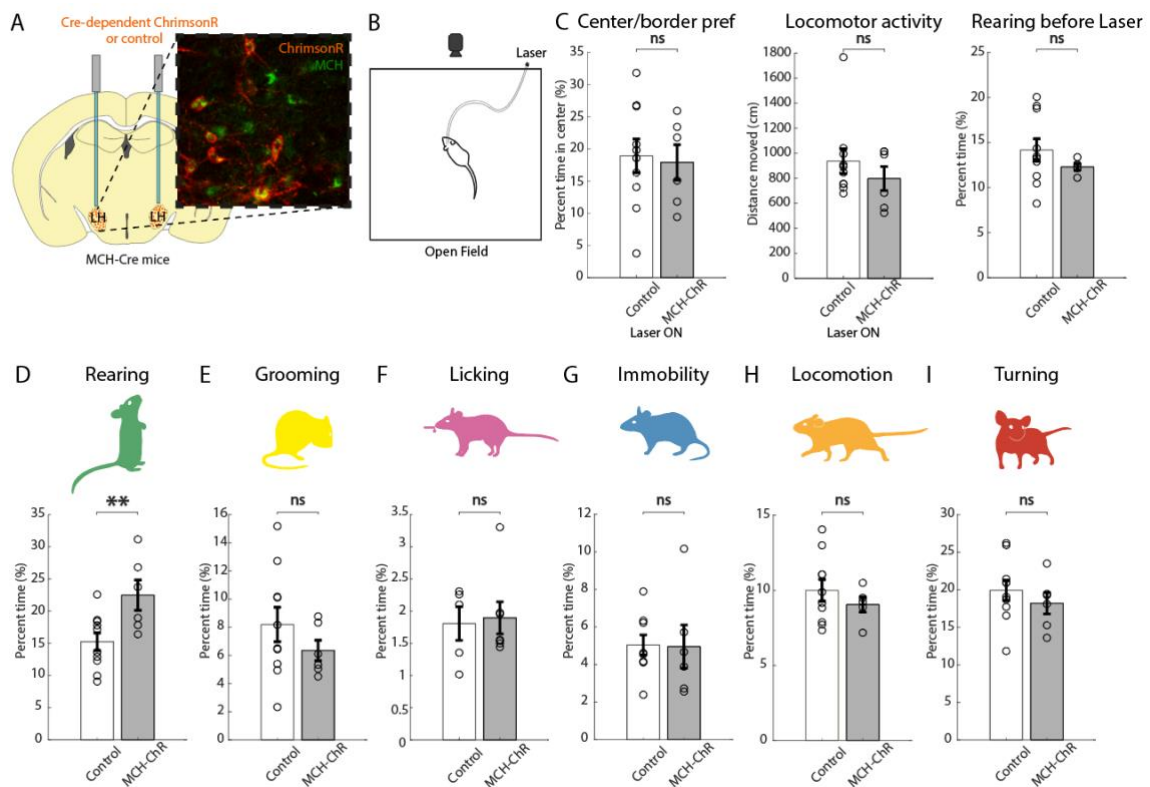 A
Cre-dependent ChrimsonR
or control
ChrimsonR
MCH
LH
LH
MCH-Cre mice
B
Laser
Open Field
C
Center/border pref
ns
Percent time in center (%)
35
30
25
20
15
10
5
0
Control
MCH-ChR
Laser ON
Locomotor activity
ns
Distance moved (cm)
1800
1600
1400
1200
1000
800
600
400
200
0
Control
MCH-ChR
Laser ON
Rearing before Laser
ns
Percent time (%)
25
20
15
10
5
0
Control
MCH-ChR
D
Rearing
**
Percent time (%)
35
30
25
20
15
10
5
0
Control
MCH-ChR
E
Grooming
ns
Percent time (%)
16
14
12
10
8
6
4
2
0
Control
MCH-ChR
F
Licking
ns
Percent time (%)
3.5
3
2.5
2
1.5
1
0.5
0
Control
MCH-ChR
G
Immobility
ns
Percent time (%)
12
10
8
6
4
2
0
Control
MCH-ChR
H
Locomotion
ns
Percent time (%)
15
10
5
0
Control
MCH-ChR
I
Turning
ns
Percent time (%)
35
30
25
20
15
10
5
0
Control
MCH-ChR